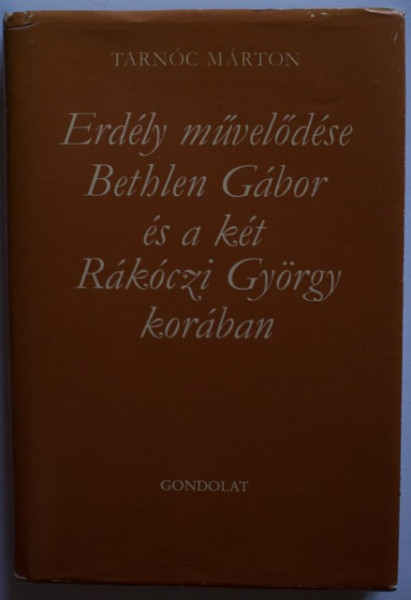 TARNÓC MÁRTON
Erdély művelődése
Bethlen Gábor
és a két
Rákóczi György
korában
GONDOLAT